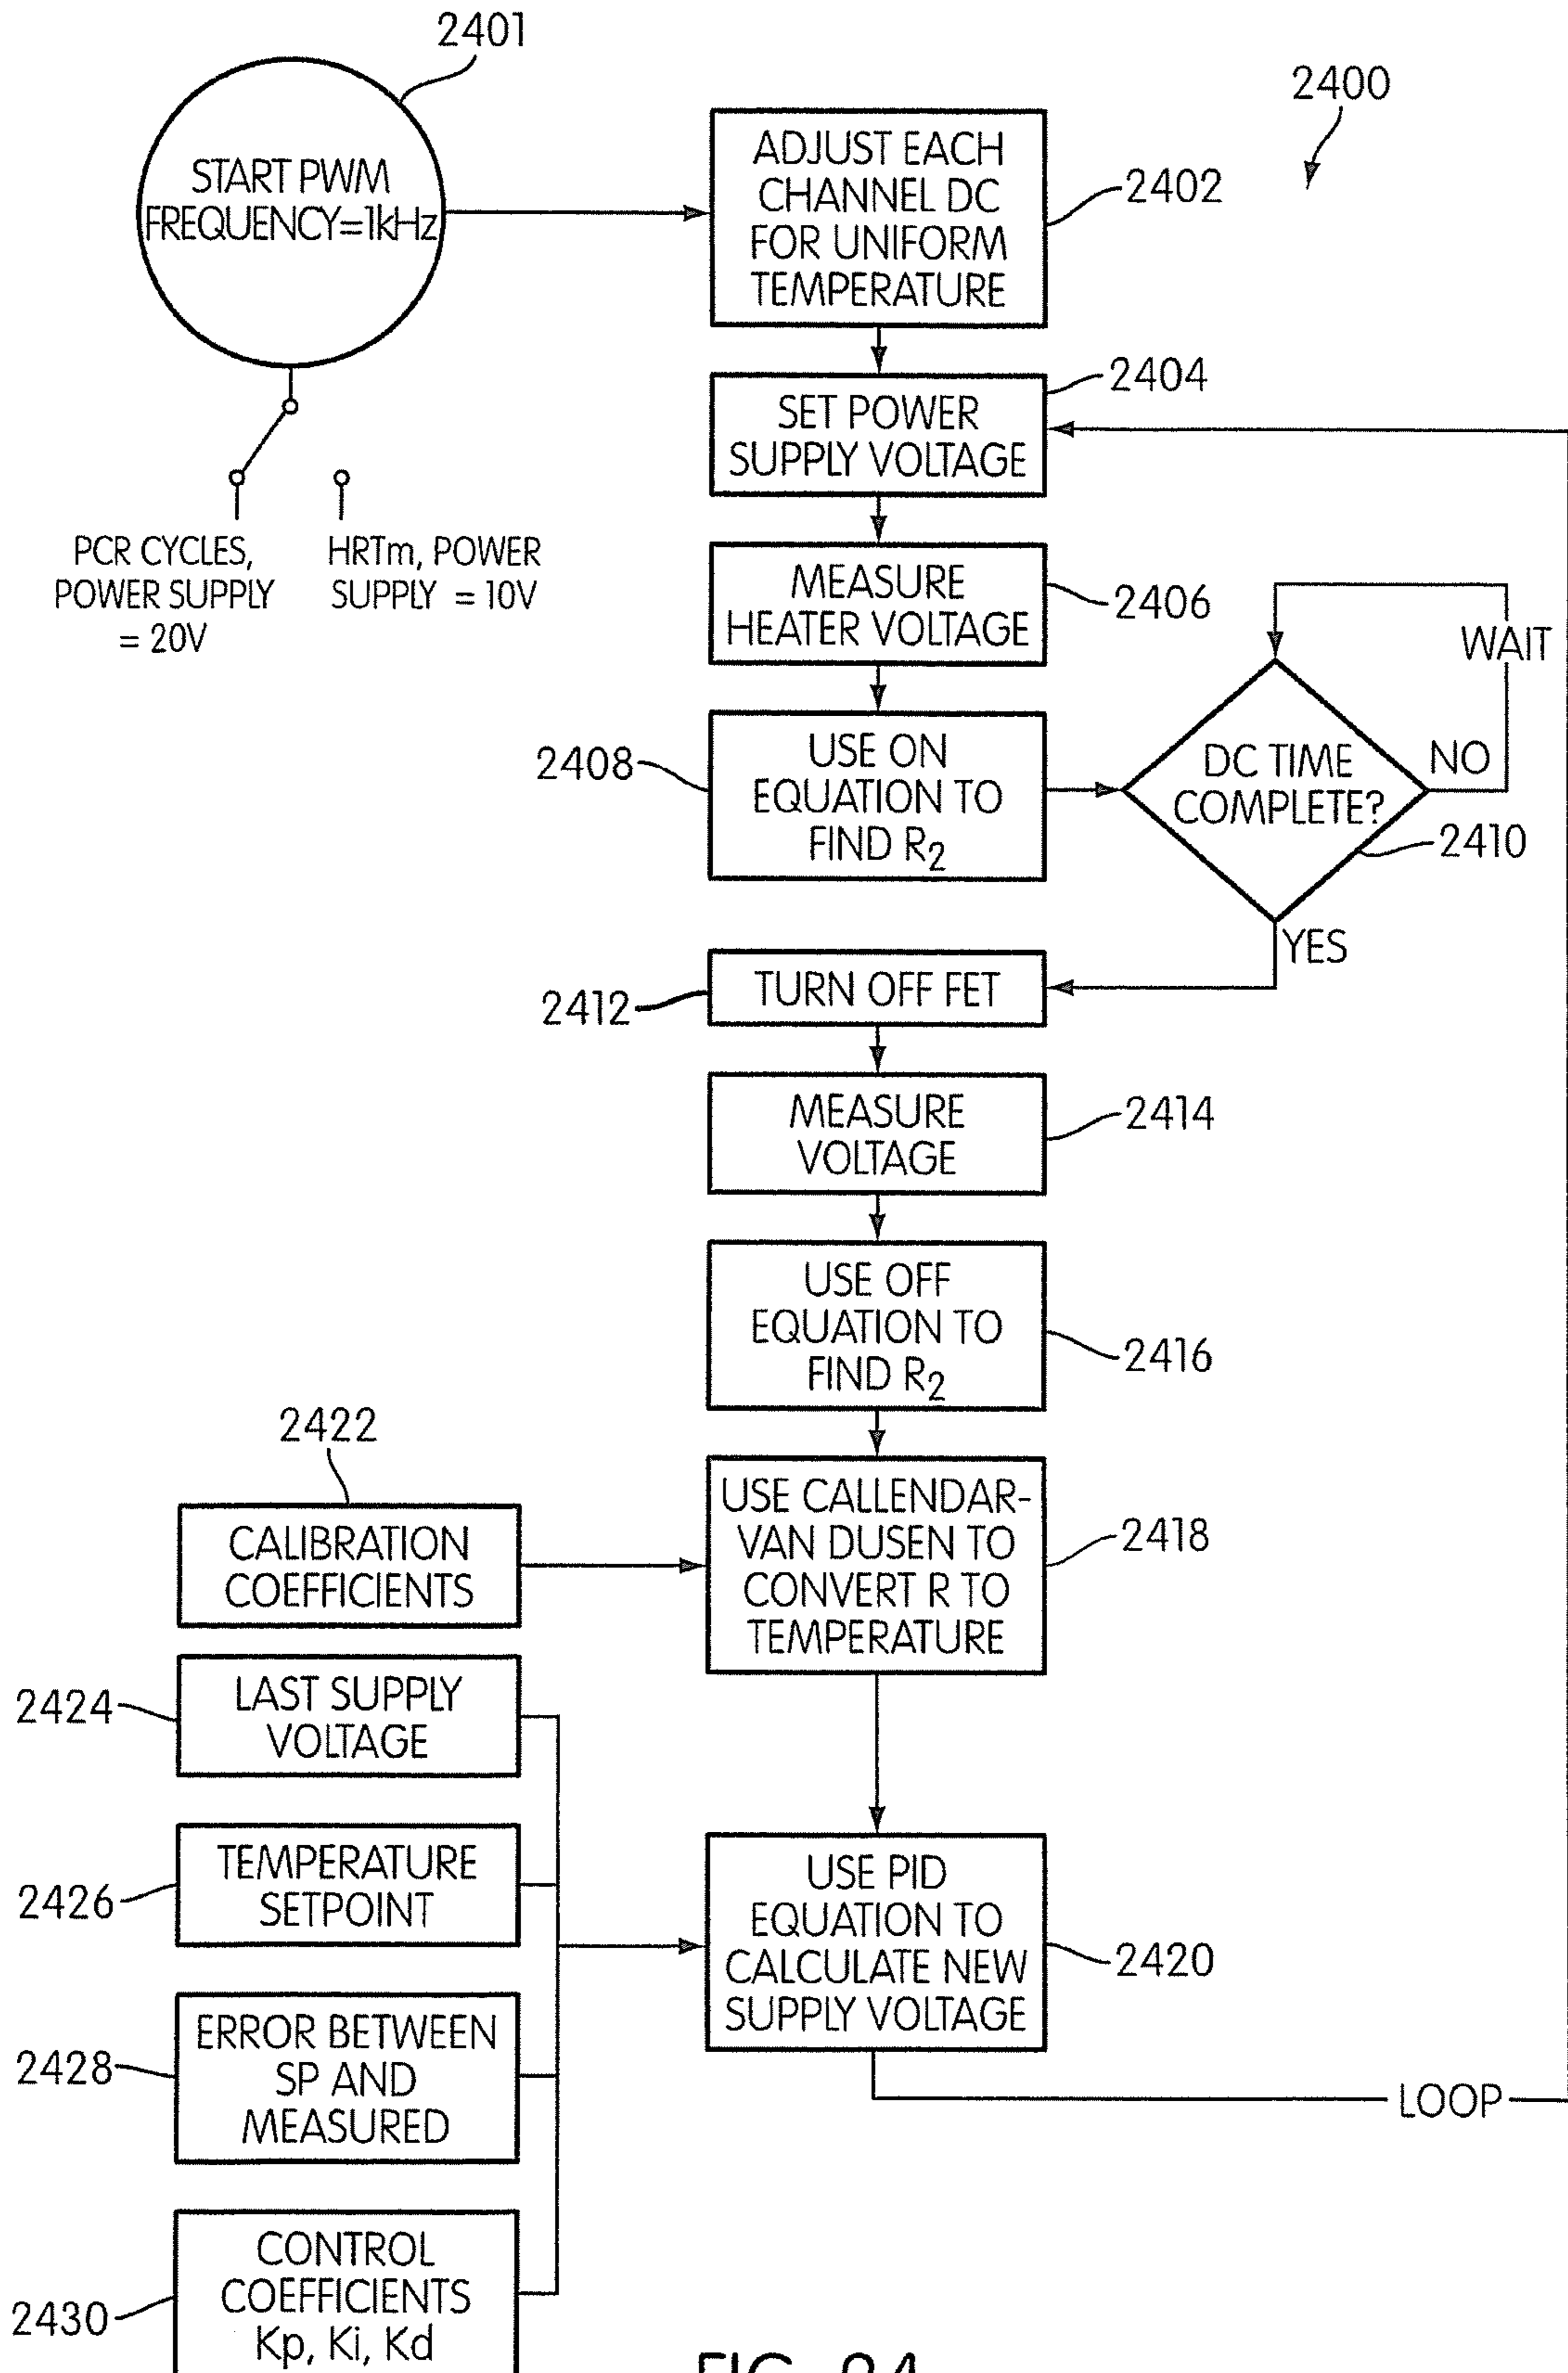 2401
2400
START PWM
FREQUENCY=1kHz
ADJUST EACH
CHANNEL DC
FOR UNIFORM
TEMPERATURE
2402
PCR CYCLES,
POWER SUPPLY
= 20V
HRTm, POWER
SUPPLY = 10V
2404
SET POWER
SUPPLY VOLTAGE
MEASURE
HEATER VOLTAGE
2406
2408
USE ON
EQUATION TO
FIND R2
DC TIME
COMPLETE?
WAIT
NO
2410
YES
2412
TURN OFF FET
MEASURE
VOLTAGE
2414
USE OFF
EQUATION TO
FIND R2
2416
2422
CALIBRATION
COEFFICIENTS
USE CALLENDAR-
VAN DUSEN TO
CONVERT R TO
TEMPERATURE
2418
2424
LAST SUPPLY
VOLTAGE
2426
TEMPERATURE
SETPOINT
2428
ERROR BETWEEN
SP AND
MEASURED
2430
CONTROL
COEFFICIENTS
Kp, Ki, Kd
USE PID
EQUATION TO
CALCULATE NEW
SUPPLY VOLTAGE
2420
LOOP
FIG. 24